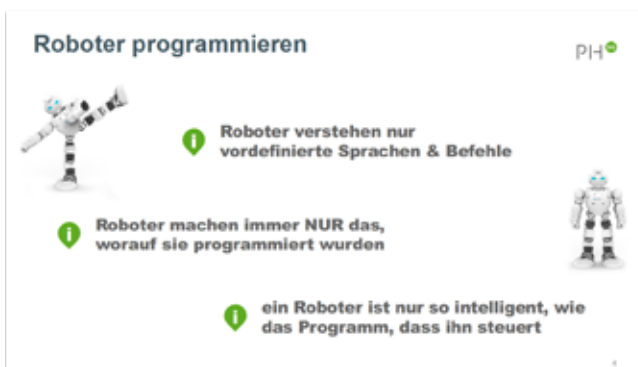 Roboter programmieren
PH
Roboter verstehen nur
vordefinierte Sprachen & Befehle
Roboter machen immer NUR das,
worauf sie programmiert wurden
ein Roboter ist nur so intelligent, wie
das Programm, dass ihn steuert